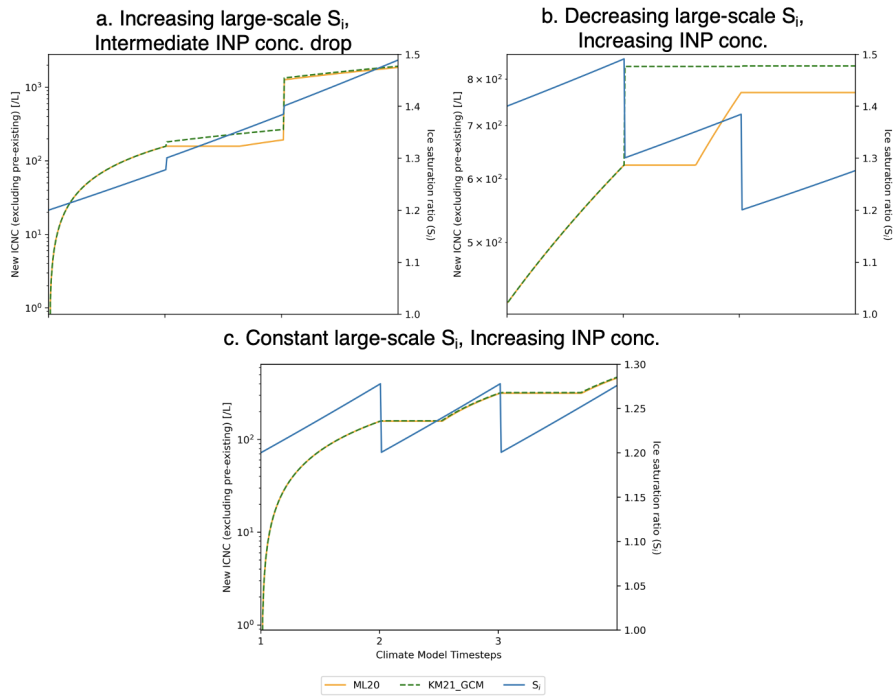 a. Increasing large-scale Si,
Intermediate INP conc. drop
b. Decreasing large-scale Si,
Increasing INP conc.
New ICNC (excluding pre-existing) [/L]
10³
10²
10¹
10⁰
1.5
1.4
1.3
1.2
1.1
1.0
Ice saturation ratio (Si)
New ICNC (excluding pre-existing) [/L]
8 × 10²
7 × 10²
6 × 10²
5 × 10²
1.5
1.4
1.3
1.2
1.1
1.0
Ice saturation ratio (Si)
c. Constant large-scale Si, Increasing INP conc.
New ICNC (excluding pre-existing) [/L]
10²
10¹
10⁰
1.30
1.25
1.20
1.15
1.10
1.05
1.00
Ice saturation ratio (Si)
1 2 3
Climate Model Timesteps
ML20 KM21_GCM Si